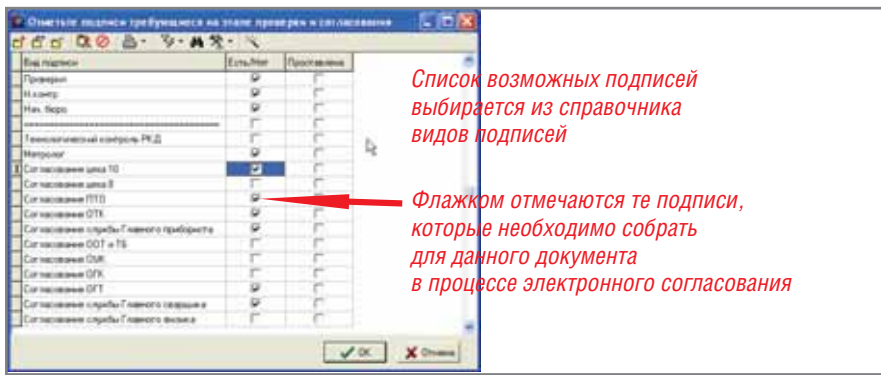 Отметьте подписи требующиеся на этапе проверки и согласования
Вид подписи Есть/Нет Проставлена
Проверил
Н.контр
Нач. бюро
Технологический контроль РКД
Метролог
Согласование цеха 10
Согласование цеха 8
Согласование ПТО
Согласование ОТК
Согласование службы Главного прибориста
Согласование ООТ и ТБ
Согласование
Согласование ОГК
Согласование ОГТ
Согласование службы Главного сварщика
Согласование службы Главного физика
OK Отмена
Список возможных подписей
выбирается из справочника
видов подписей
Флажком отмечаются те подписи,
которые необходимо собрать
для данного документа
в процессе электронного согласования